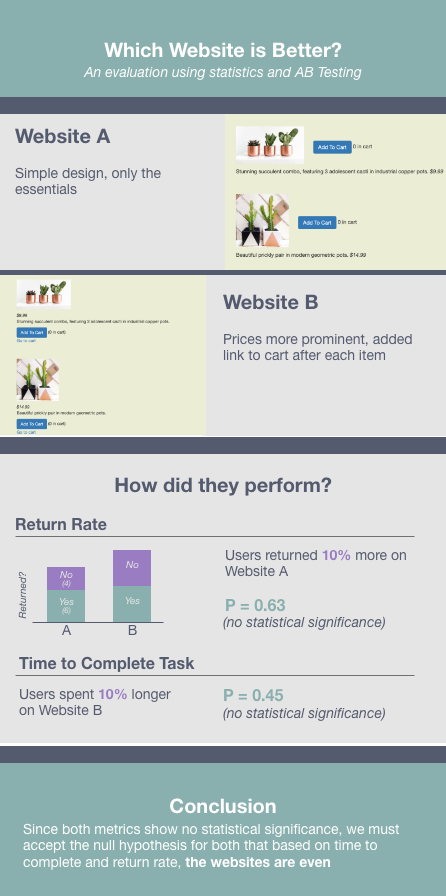 Which Website is Better?
An evaluation using statistics and AB Testing
Website A
Simple design, only the
essentials
Add To Cart 0 in cart
Stunning succulent combo, featuring 3 adolescent cacti in industrial copper pots. $9.99
Add To Cart 0 in cart
Beautiful prickly pair in modern geometric pots. $14.99
$9.99
Stunning succulent combo, featuring 3 adolescent cacti in industrial copper pots.
Add To Cart (0 in cart)
Go to cart
$14.99
Beautiful prickly pair in modern geometric pots.
Add To Cart (0 in cart)
Go to cart
Website B
Prices more prominent, added
link to cart after each item
How did they perform?
Return Rate
Returned?
No
(4)
Yes
(6)
A
No
Yes
B
Users returned 10% more on
Website A
P = 0.63
(no statistical significance)
Time to Complete Task
Users spent 10% longer
on Website B
P = 0.45
(no statistical significance)
Conclusion
Since both metrics show no statistical significance, we must
accept the null hypothesis for both that based on time to
complete and return rate, the websites are even